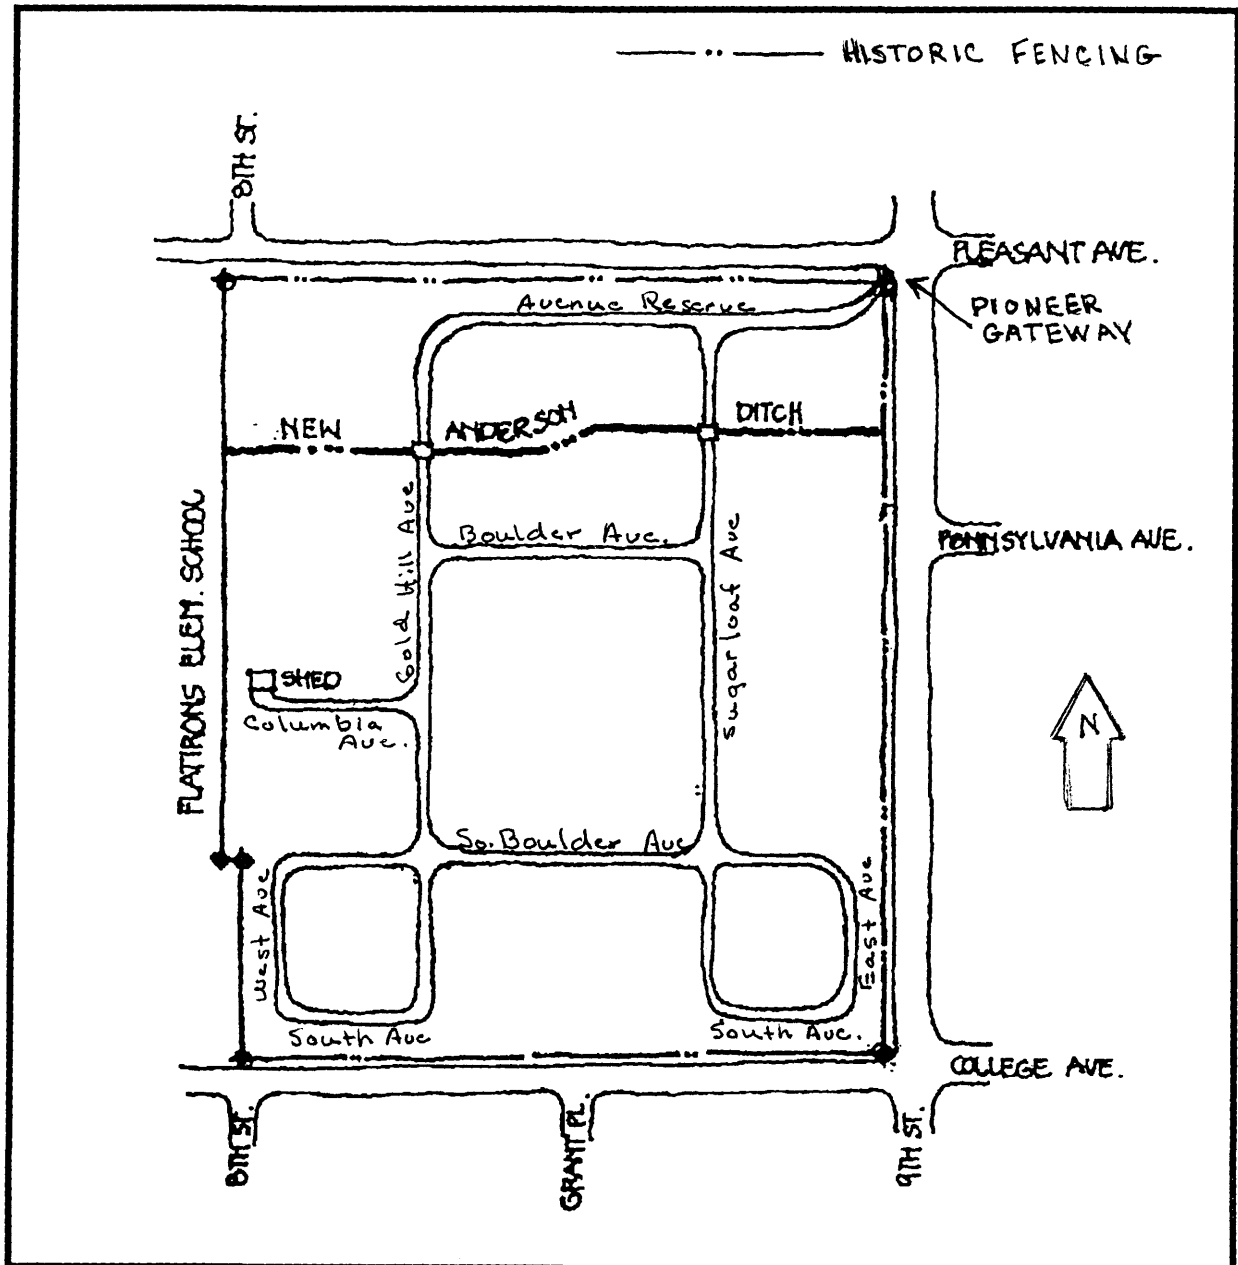 HISTORIC FENCING
8TH ST.
PLEASANT AVE.
Avenue Reserve
PIONEER
GATEWAY
NEW ANDERSON DITCH
Boulder Ave.
PENNSYLVANIA AVE.
Gold Hill Ave
Sugarloaf Ave
FLATIRONS ELEM. SCHOOL
SHED
Columbia
Ave.
N
So. Boulder Ave
West Ave
East Ave
South Ave
South Ave.
COLLEGE AVE.
8TH ST.
GRANT PL.
9TH ST.